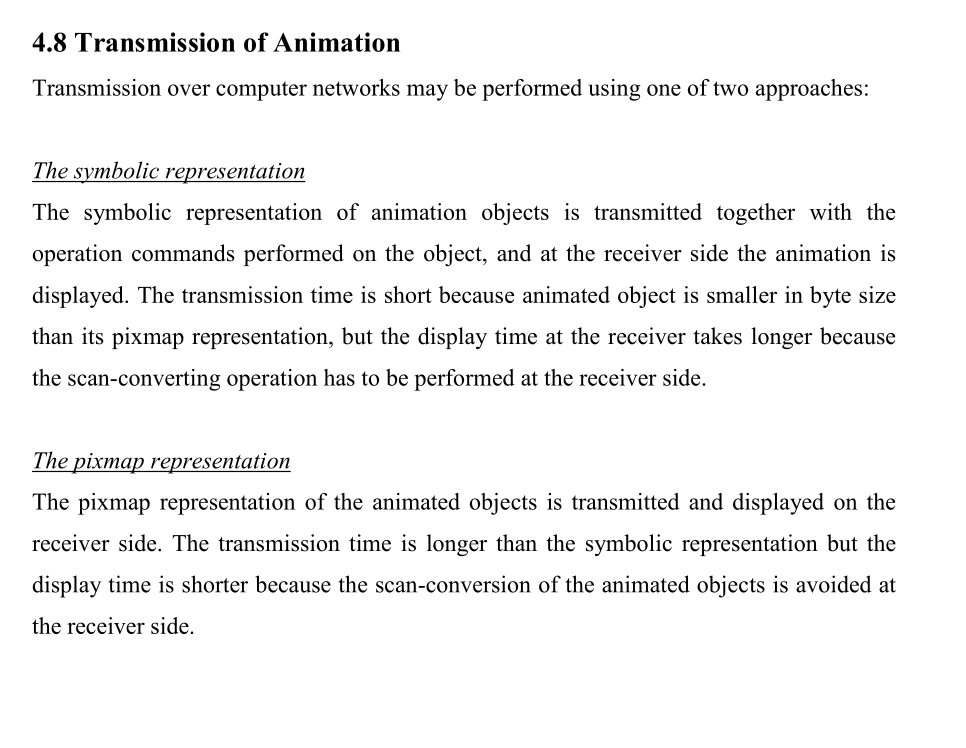 4.8 Transmission of Animation
Transmission over computer networks may be performed using one of two approaches:
The symbolic representation
The symbolic representation of animation objects is transmitted together with the
operation commands performed on the object, and at the receiver side the animation is
displayed. The transmission time is short because animated object is smaller in byte size
than its pixmap representation, but the display time at the receiver takes longer because
the scan-converting operation has to be performed at the receiver side.
The pixmap representation
The pixmap representation of the animated objects is transmitted and displayed on the
receiver side. The transmission time is longer than the symbolic representation but the
display time is shorter because the scan-conversion of the animated objects is avoided at
the receiver side.